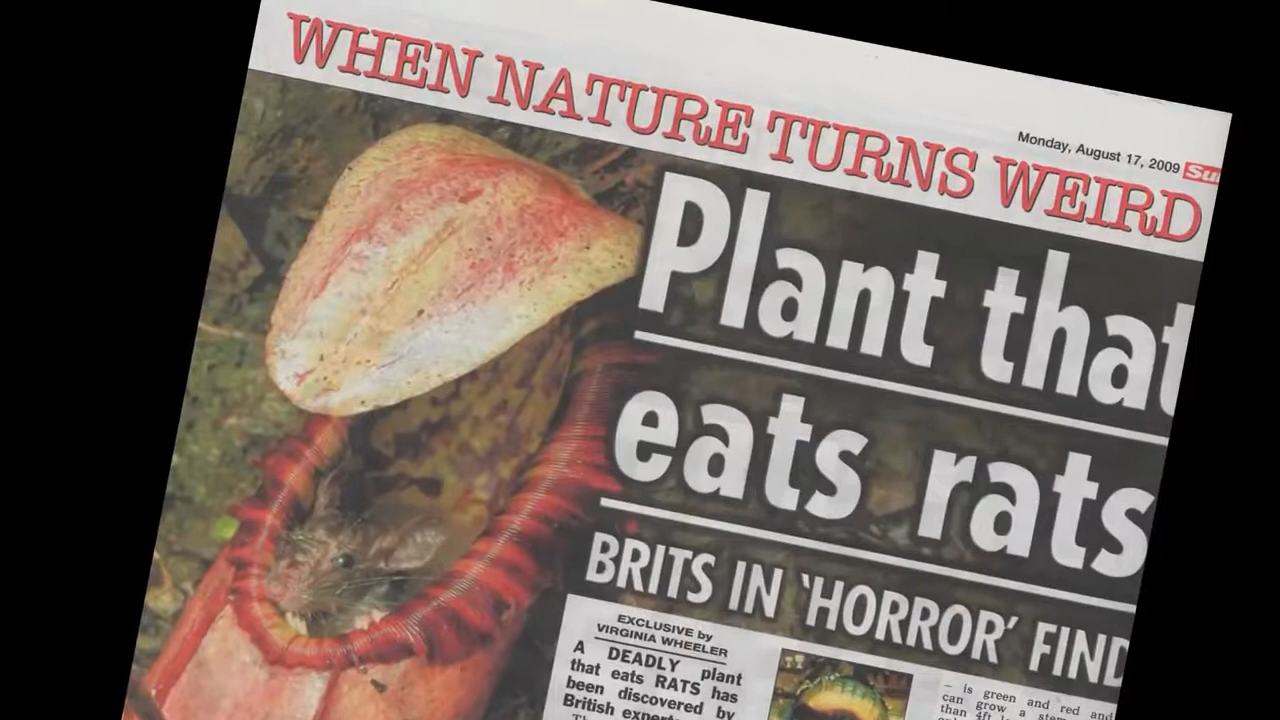 WHEN NATURE TURNS WEIRD
Monday, August 17, 2009
Plant that
eats rats
BRITS IN 'HORROR' FIND
EXCLUSIVE by
VIRGINIA WHEELER
A DEADLY plant
that eats RATS has
been discovered by
British experts
— is green and red and
can grow a stem
than 4ft